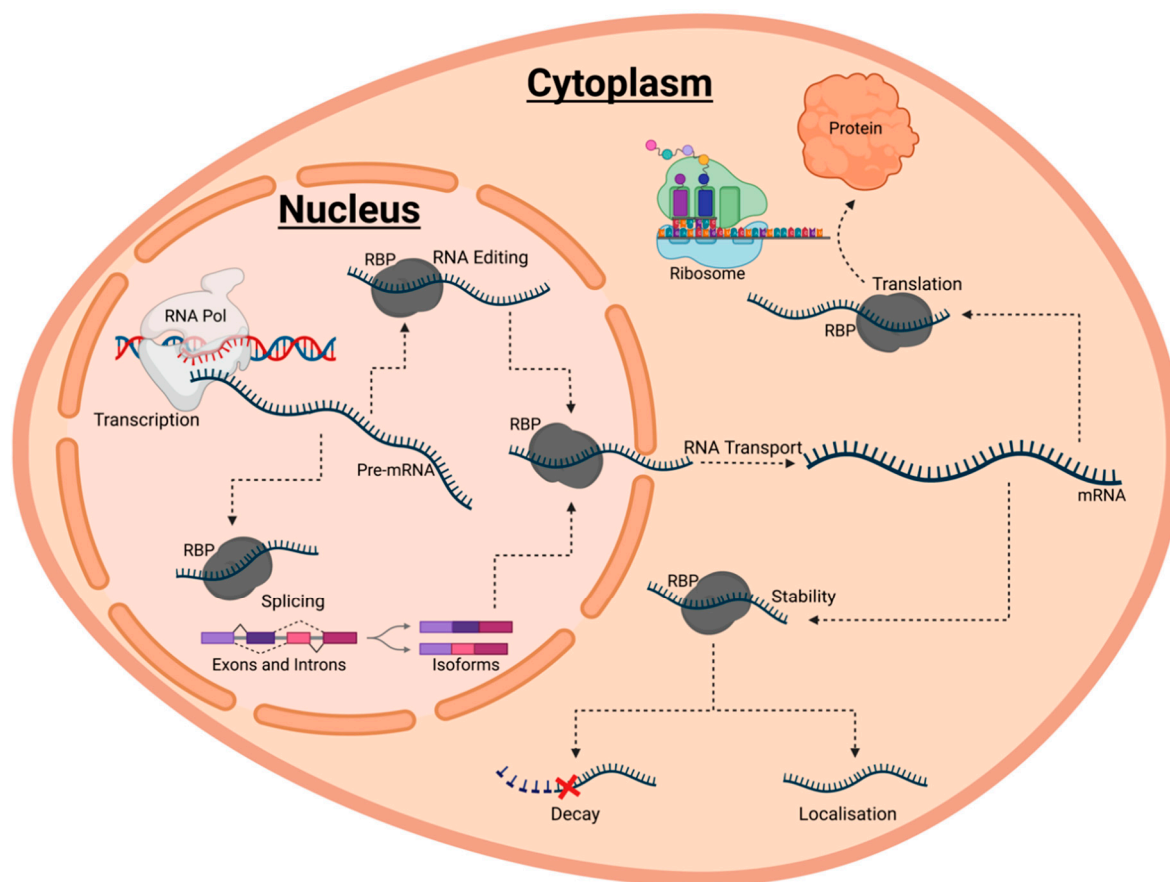 Cytoplasm
Protein
Nucleus
RBP
RNA Editing
RNA Pol
Ribosome
Translation
RBP
Transcription
RBP
RNA Transport
Pre-mRNA
mRNA
RBP
Splicing
RBP
Stability
Exons and Introns
Isoforms
Decay
Localisation